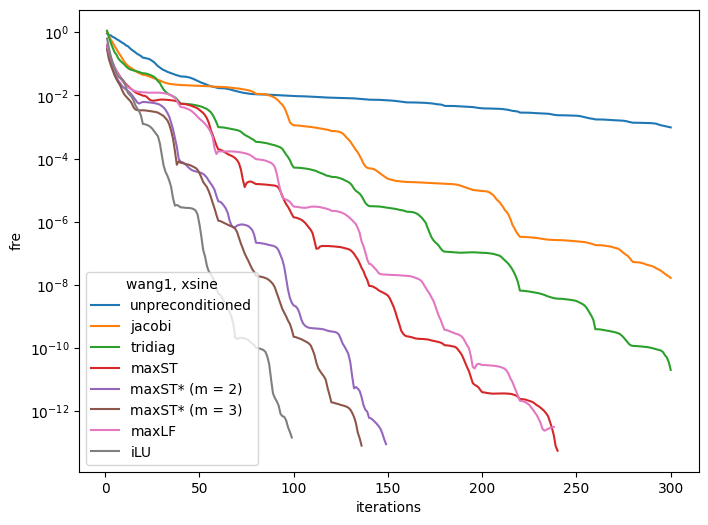 10^0
10^−2
10^−4
10^−6
10^−8
10^−10
10^−12
fre
wang1, xsine
unpreconditioned
jacobi
tridiag
maxST
maxST* (m = 2)
maxST* (m = 3)
maxLF
iLU
0 50 100 150 200 250 300
iterations